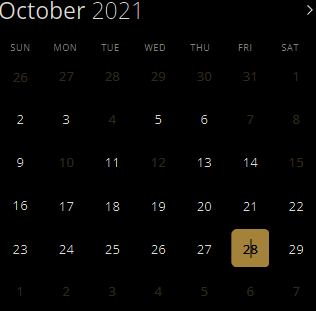 October 2021
SUN MON TUE WED THU FRI SAT
26 27 28 29 30 31 1
2 3 4 5 6 7 8
9 10 11 12 13 14 15
16 17 18 19 20 21 22
23 24 25 26 27 28 29
1 2 3 4 5 6 7